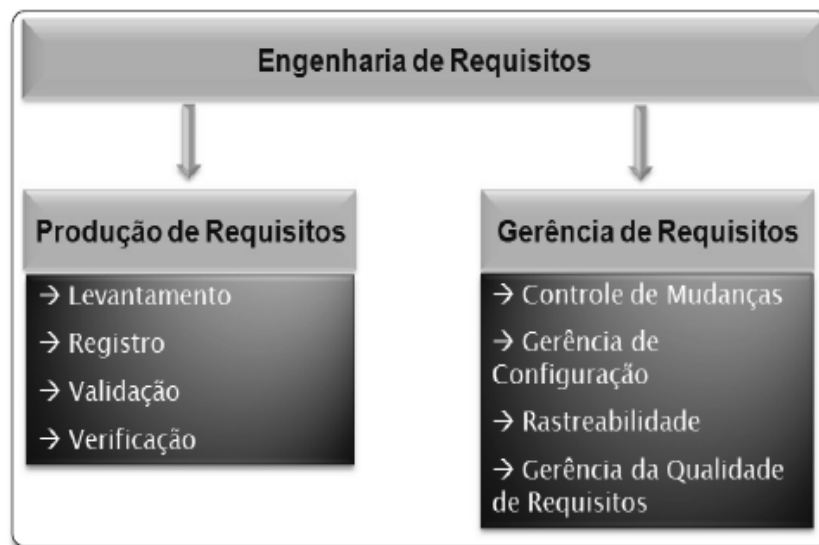 Engenharia de Requisitos
Produção de Requisitos
→ Levantamento
→ Registro
→ Validação
→ Verificação
Gerência de Requisitos
→ Controle de Mudanças
→ Gerência de
Configuração
→ Rastreabilidade
→ Gerência da Qualidade
de Requisitos